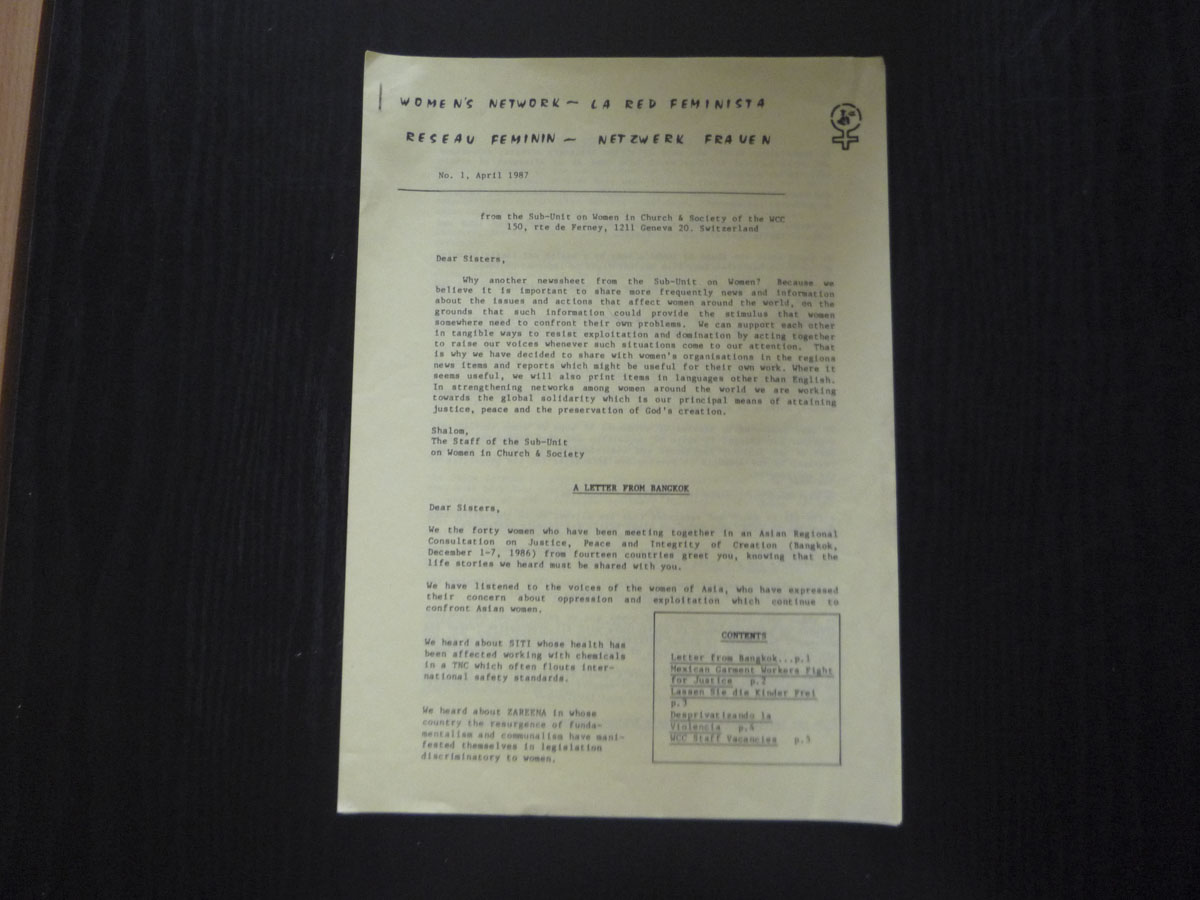 WOMEN'S NETWORK – LA RED FEMINISTA
RESEAU FEMININ – NETZWERK FRAUEN
No. 1, April 1987
from the Sub-Unit on Women in Church & Society of the WCC
150, rte de Ferney, 1211 Geneva 20. Switzerland
Dear Sisters,
Why another newssheet from the Sub-Unit on Women? Because we
believe it is important to share more frequently news and information
about the issues and actions that affect women around the world, on the
grounds that such information could provide the stimulus that women
somewhere need to confront their own problems. We can support each other
in tangible ways to resist exploitation and domination by acting together
to raise our voices whenever such situations come to our attention. That
is why we have decided to share with women's organisations in the regions
news items and reports which might be useful for their own work. Where it
seems useful, we will also print items in languages other than English.
In strengthening networks among women around the world we are working
towards the global solidarity which is our principal means of attaining
justice, peace and the preservation of God's creation.
Shalom,
The Staff of the Sub-Unit
on Women in Church & Society
A LETTER FROM BANGKOK
Dear Sisters,
We the forty women who have been meeting together in an Asian Regional
Consultation on Justice, Peace and Integrity of Creation (Bangkok,
December 1-7, 1986) from fourteen countries greet you, knowing that the
life stories we heard must be shared with you.
We have listened to the voices of the women of Asia, who have expressed
their concern about oppression and exploitation which continue to
confront Asian women.
We heard about SITI whose health has
been affected working with chemicals
in a TNC which often flouts inter-
national safety standards.
We heard about ZAREENA in whose
country the resurgence of funda-
mentalism and communalism have mani-
fested themselves in legislation
discriminatory to women.
CONTENTS
Letter from Bangkok...p.1
Mexican Garment Workers Fight
for Justice p.2
Lassen Sie die Kinder Frei
p.3
Desprivatizando la
Violencia p.4
WCC Staff Vacancies p.5